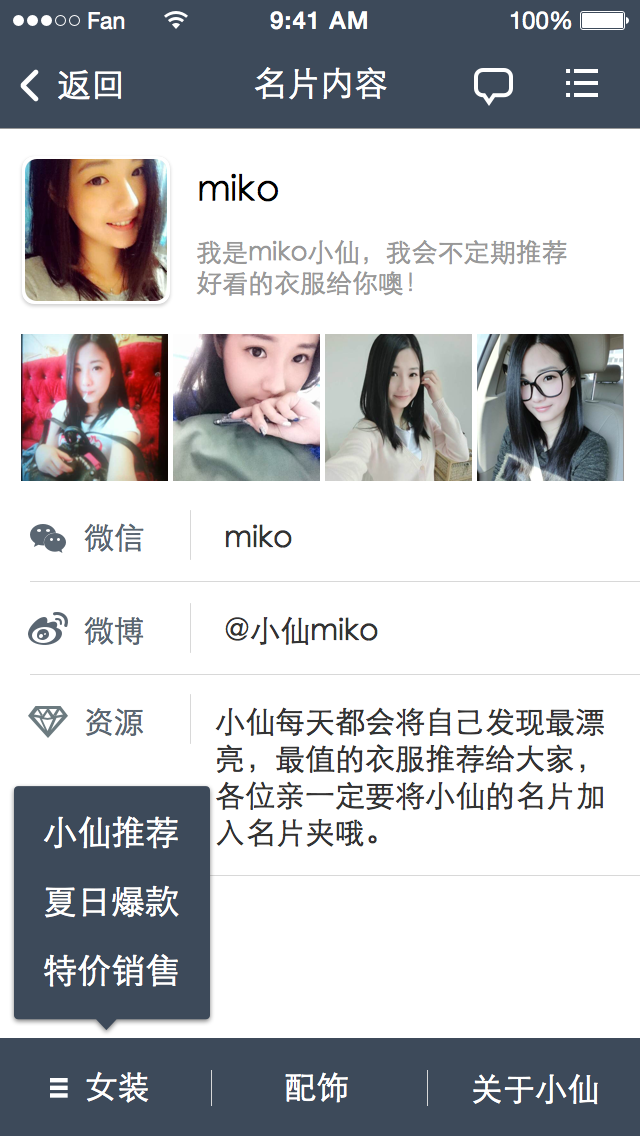 Fan 9:41 AM 100%
返回 名片内容
miko
我是miko小仙，我会不定期推荐
好看的衣服给你噢！
微信 miko
微博 @小仙miko
资源 小仙每天都会将自己发现最漂
亮，最值的衣服推荐给大家，
各位亲一定要将小仙的名片加
入名片夹哦。
小仙推荐
夏日爆款
特价销售
女装 配饰 关于小仙